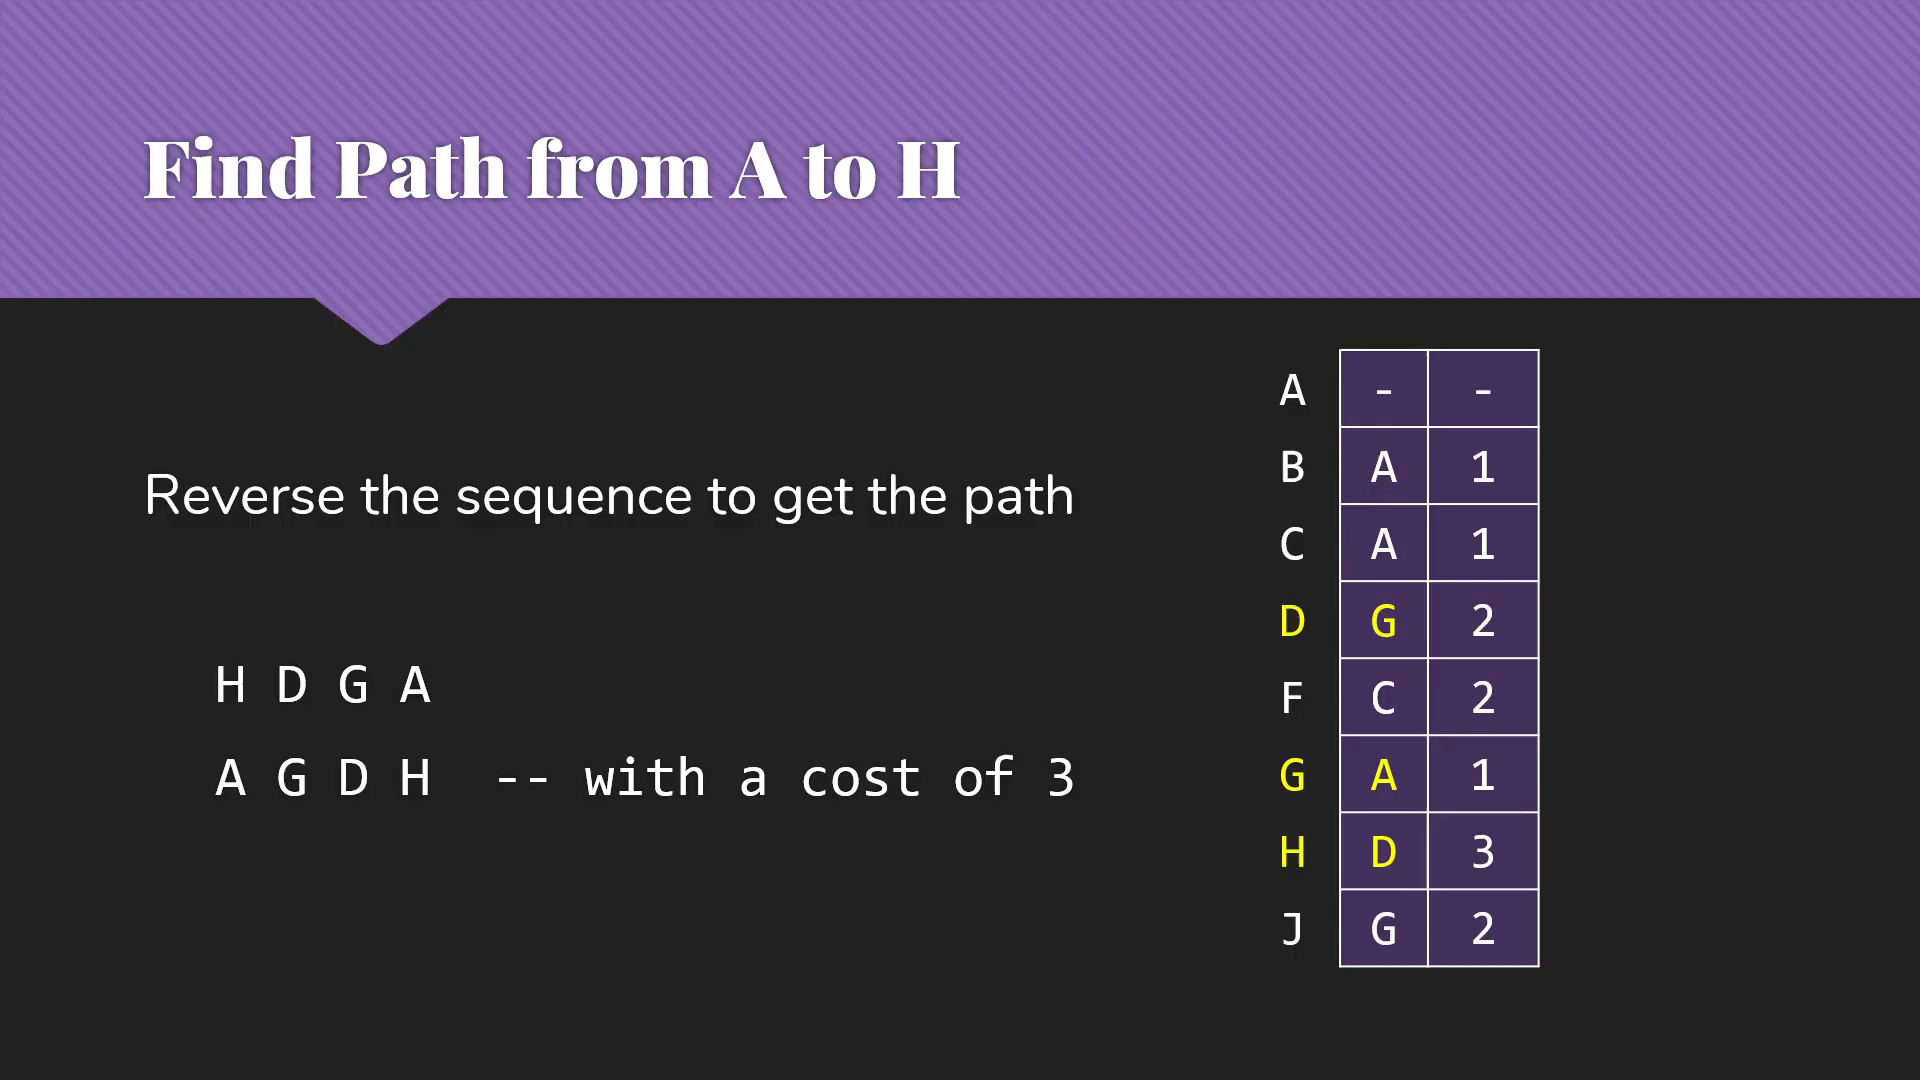 Find Path from A to H
Reverse the sequence to get the path
H D G A
A G D H -- with a cost of 3
A - -
B A 1
C A 1
D G 2
F C 2
G A 1
H D 3
J G 2